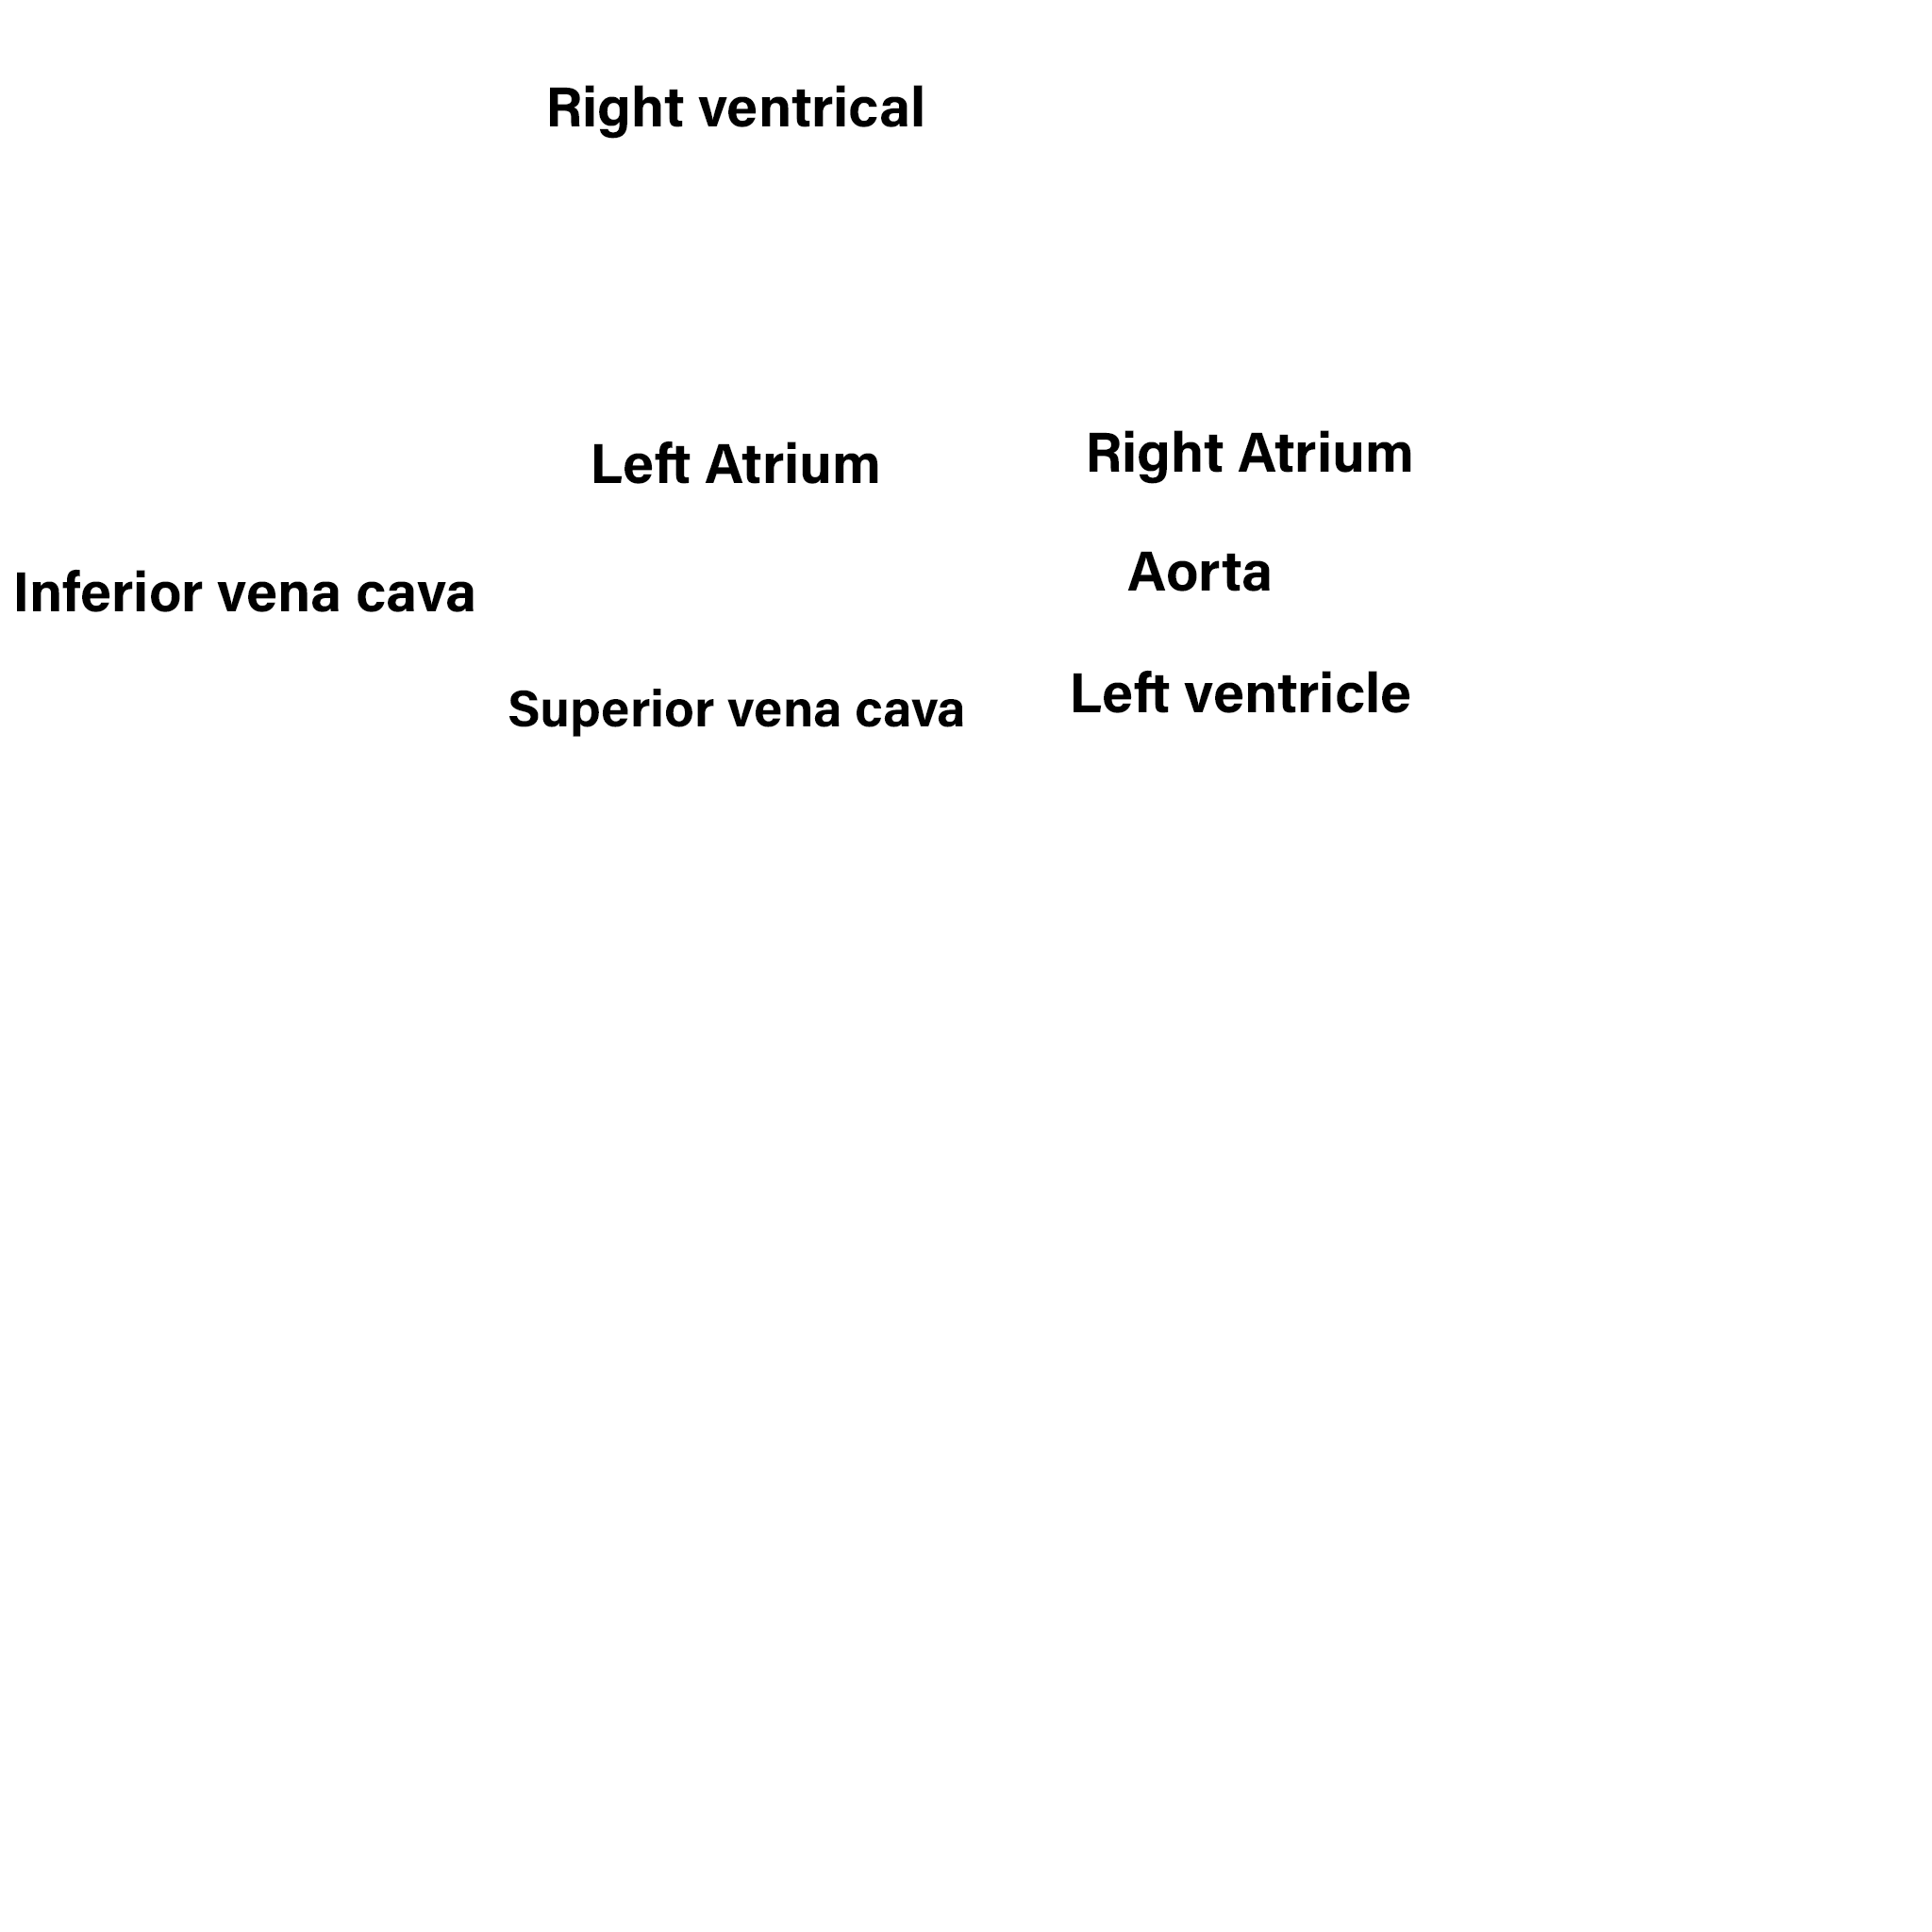 Right ventrical
Left Atrium
Right Atrium
Inferior vena cava
Aorta
Superior vena cava
Left ventricle